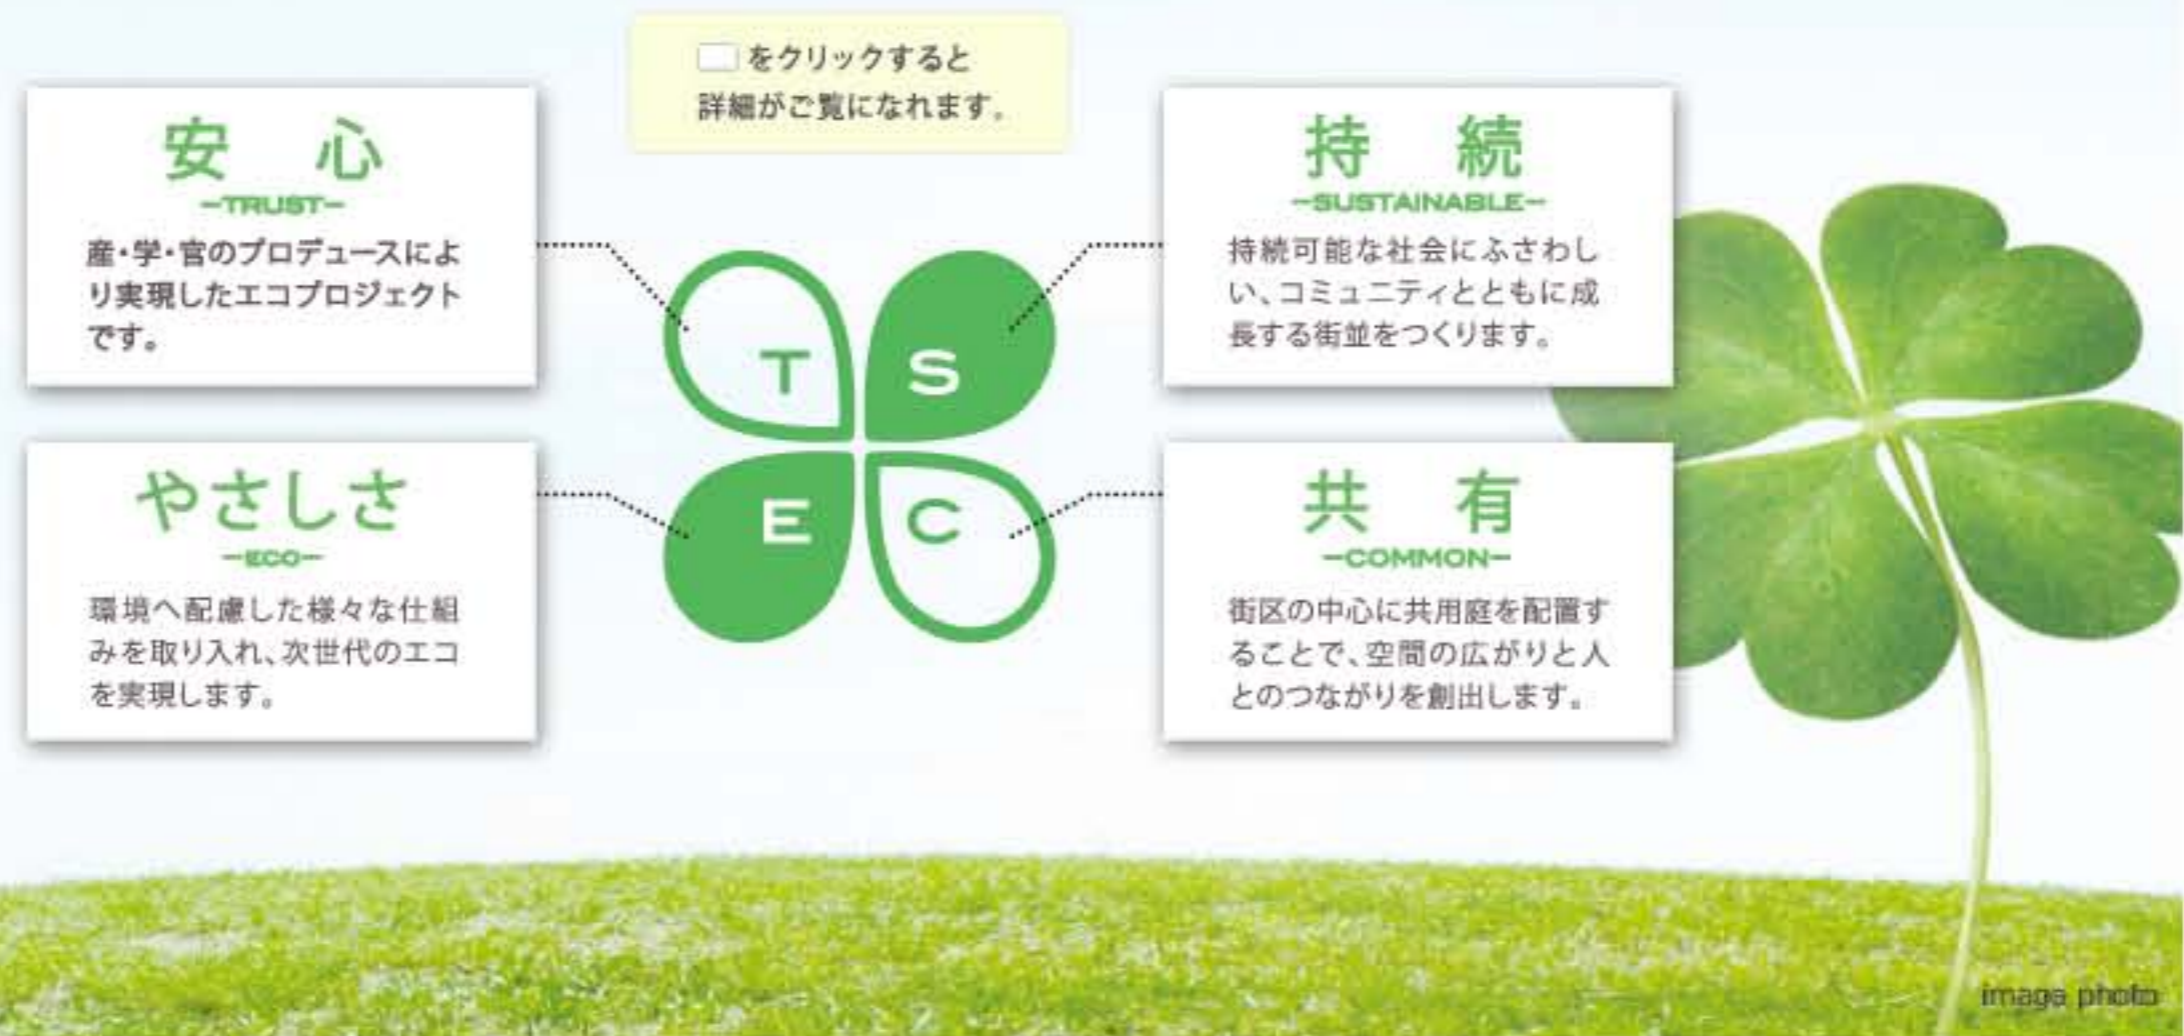 をクリックすると
詳細がご覧になれます。
安 心
-TRUST-
産・学・官のプロデュースによ
り実現したエコプロジェクト
です。
持 続
-SUSTAINABLE-
持続可能な社会にふさわし
い、コミュニティとともに成
長する街並をつくります。
T S
E C
やさしさ
-ECO-
環境へ配慮した様々な仕組
みを取り入れ、次世代のエコ
を実現します。
共 有
-COMMON-
街区の中心に共用庭を配置す
ることで、空間の広がりと人
とのつながりを創出します。
imaga photo